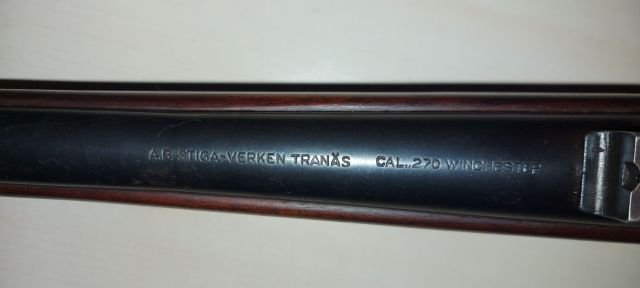 A.B. STIGA-VERKEN TRANÅS CAL..270 WINCHESTER